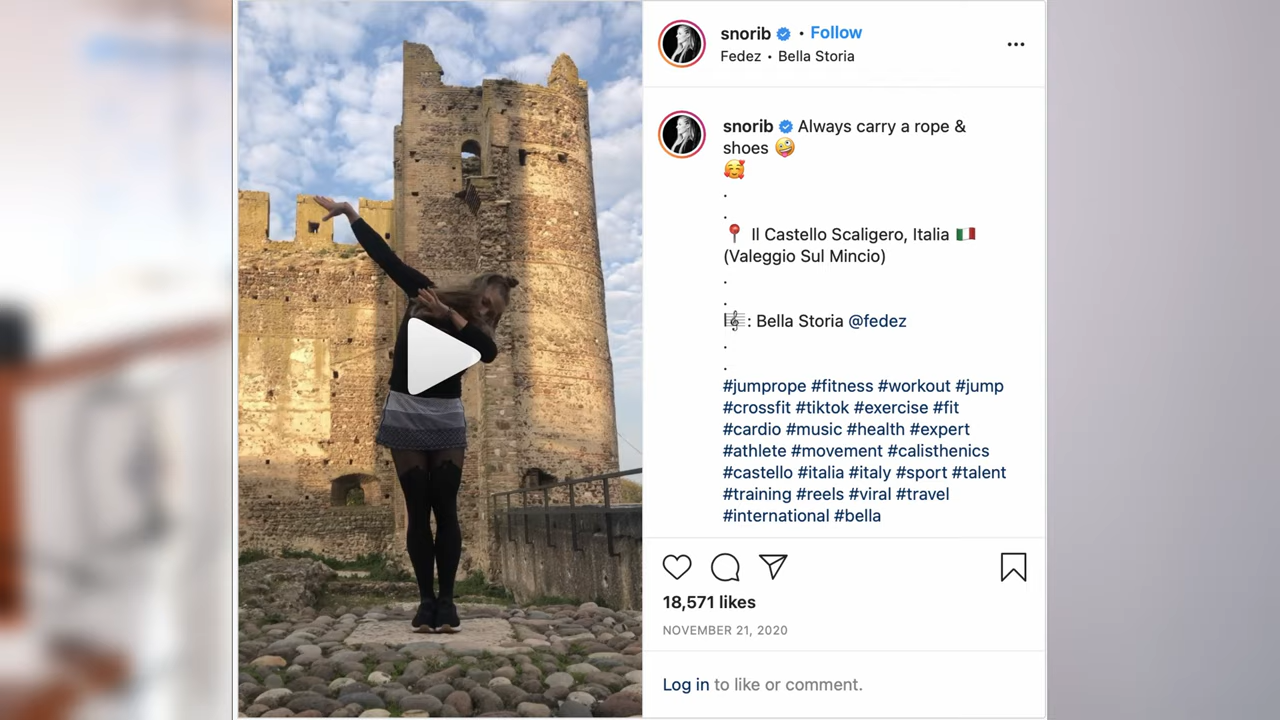 snorib • Follow
Fedez • Bella Storia
snorib Always carry a rope &
shoes 🤪
🥰
.
.
📍 Il Castello Scaligero, Italia 🇮🇹
(Valeggio Sul Mincio)
.
.
🎼: Bella Storia @fedez
.
.
#jumprope #fitness #workout #jump
#crossfit #tiktok #exercise #fit
#cardio #music #health #expert
#athlete #movement #calisthenics
#castello #italia #italy #sport #talent
#training #reels #viral #travel
#international #bella
18,571 likes
NOVEMBER 21, 2020
Log in to like or comment.